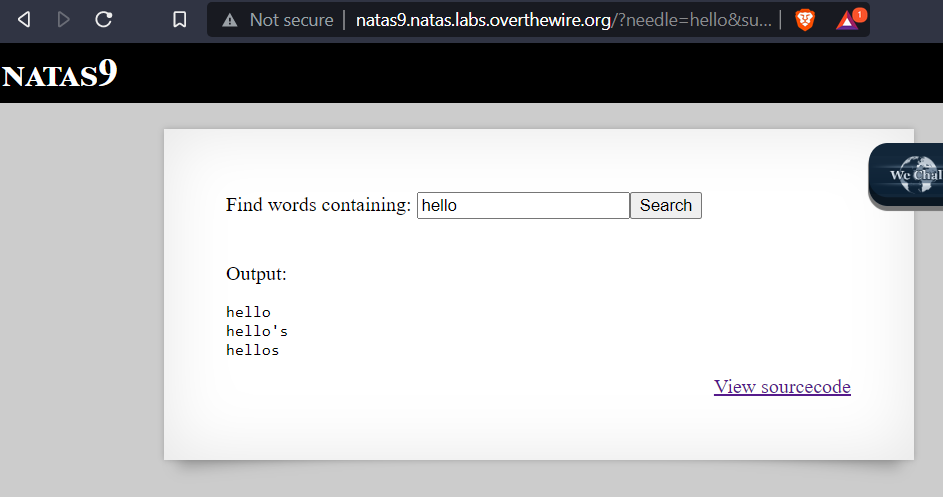 Not secure | natas9.natas.labs.overthewire.org/?needle=hello&su...
1
NATAS9
We Chal
Find words containing: hello Search
Output:
hello
hello's
hellos
View sourcecode